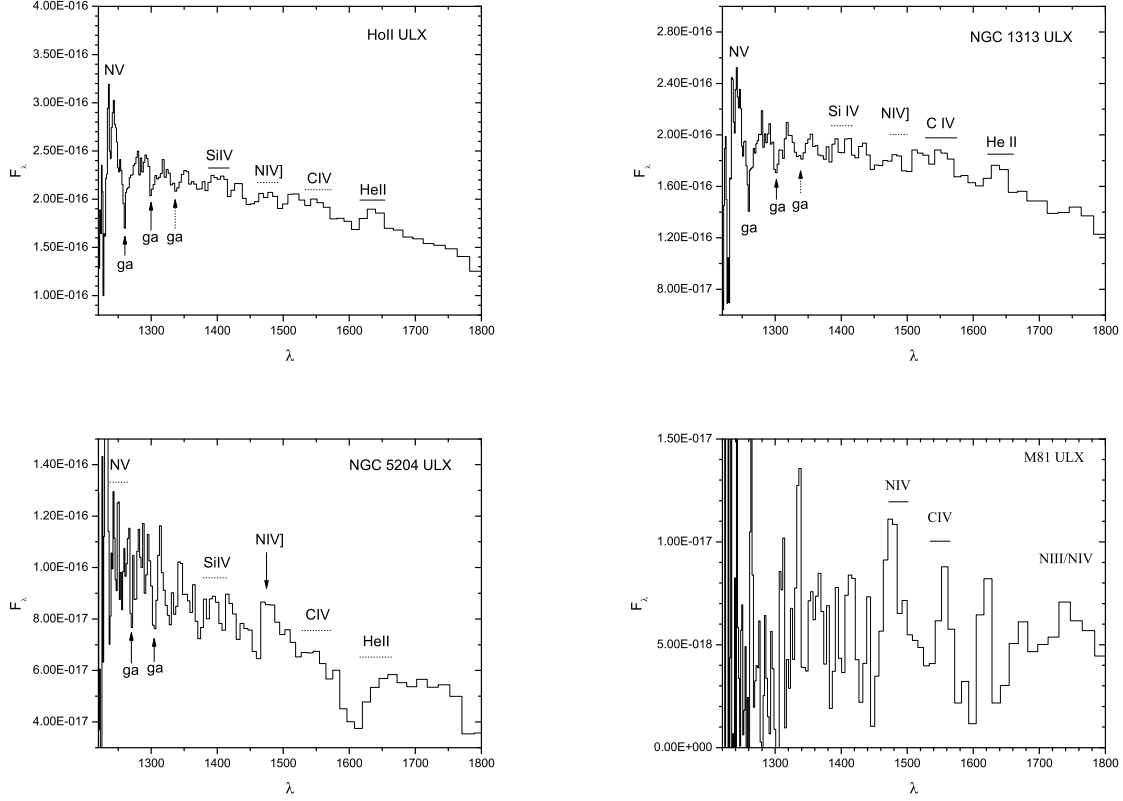 HoII ULX
4.00E-016
3.50E-016
3.00E-016
2.50E-016
2.00E-016
1.50E-016
1.00E-016
Fλ
NV
SiIV
NIV]
CIV
HeII
ga
ga
ga
1300
1400
1500
1600
1700
1800
λ
NGC 1313 ULX
2.80E-016
2.40E-016
2.00E-016
1.60E-016
1.20E-016
8.00E-017
Fλ
NV
Si IV
NIV]
C IV
He II
ga
ga
ga
1300
1400
1500
1600
1700
1800
λ
NGC 5204 ULX
1.40E-016
1.20E-016
1.00E-016
8.00E-017
6.00E-017
4.00E-017
Fλ
NV
SiIV
NIV]
CIV
HeII
ga
ga
1300
1400
1500
1600
1700
1800
λ
M81 ULX
1.50E-017
1.00E-017
5.00E-018
0.00E+000
Fλ
NIV
CIV
NIII/NIV
1300
1400
1500
1600
1700
1800
λ